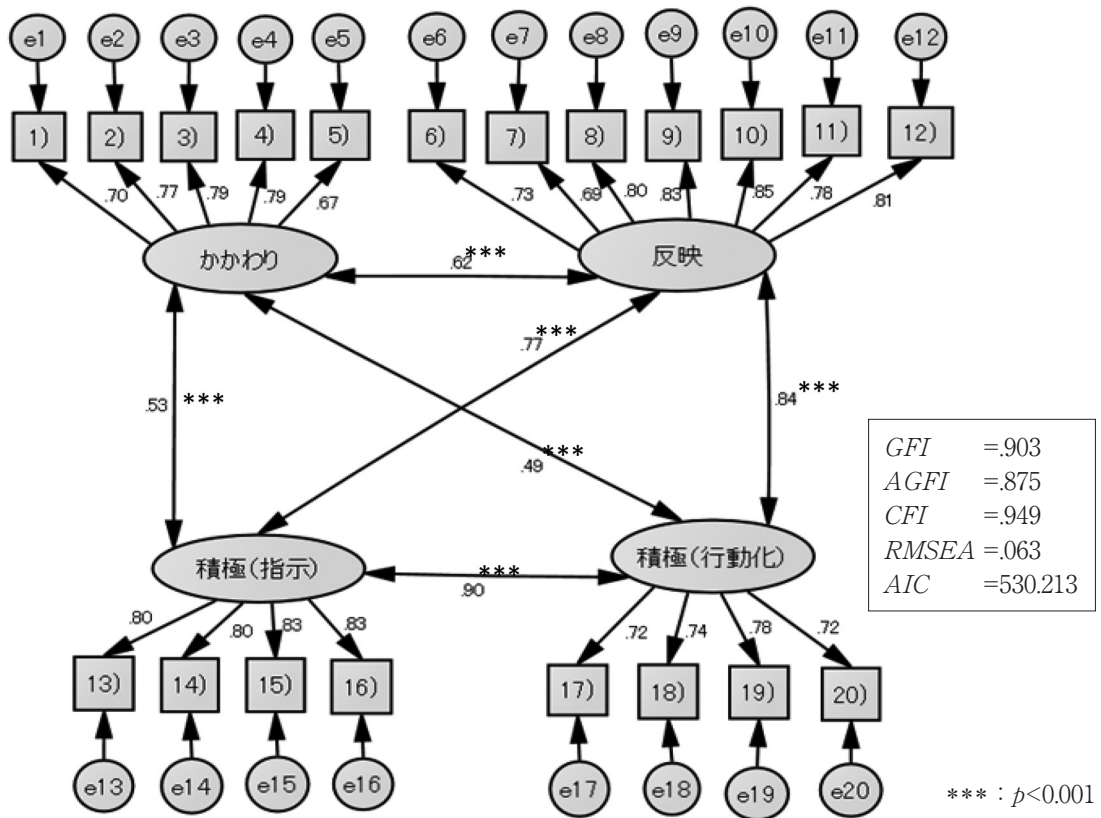 e1 e2 e3 e4 e5 e6 e7 e8 e9 e10 e11 e12
1) 2) 3) 4) 5) 6) 7) 8) 9) 10) 11) 12)
.70 .77 .79 .79 .67 .73 .69 .80 .83 .85 .78 .81
かかわり 反映
.62 ***
.77 ***
.53 *** .84 ***
.49 ***
GFI =.903
AGFI =.875
CFI =.949
RMSEA =.063
AIC =530.213
積極(指示) 積極(行動化)
.90 ***
.80 .80 .83 .83 .72 .74 .78 .72
13) 14) 15) 16) 17) 18) 19) 20)
e13 e14 e15 e16 e17 e18 e19 e20
***：p<0.001